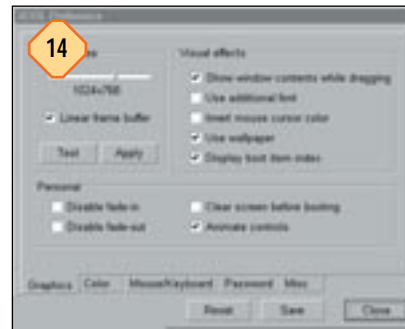 14
Visual effects
Show window contents while dragging
1024x768
Use additional font
Linear frame buffer
Invert mouse cursor color
Use wallpaper
Test Apply
Display boot item index
Personal
Disable fade-in
Clear screen before booting
Disable fade-out
Animate controls
Graphics Color Mouse/Keyboard Password Misc
Reset Save Close